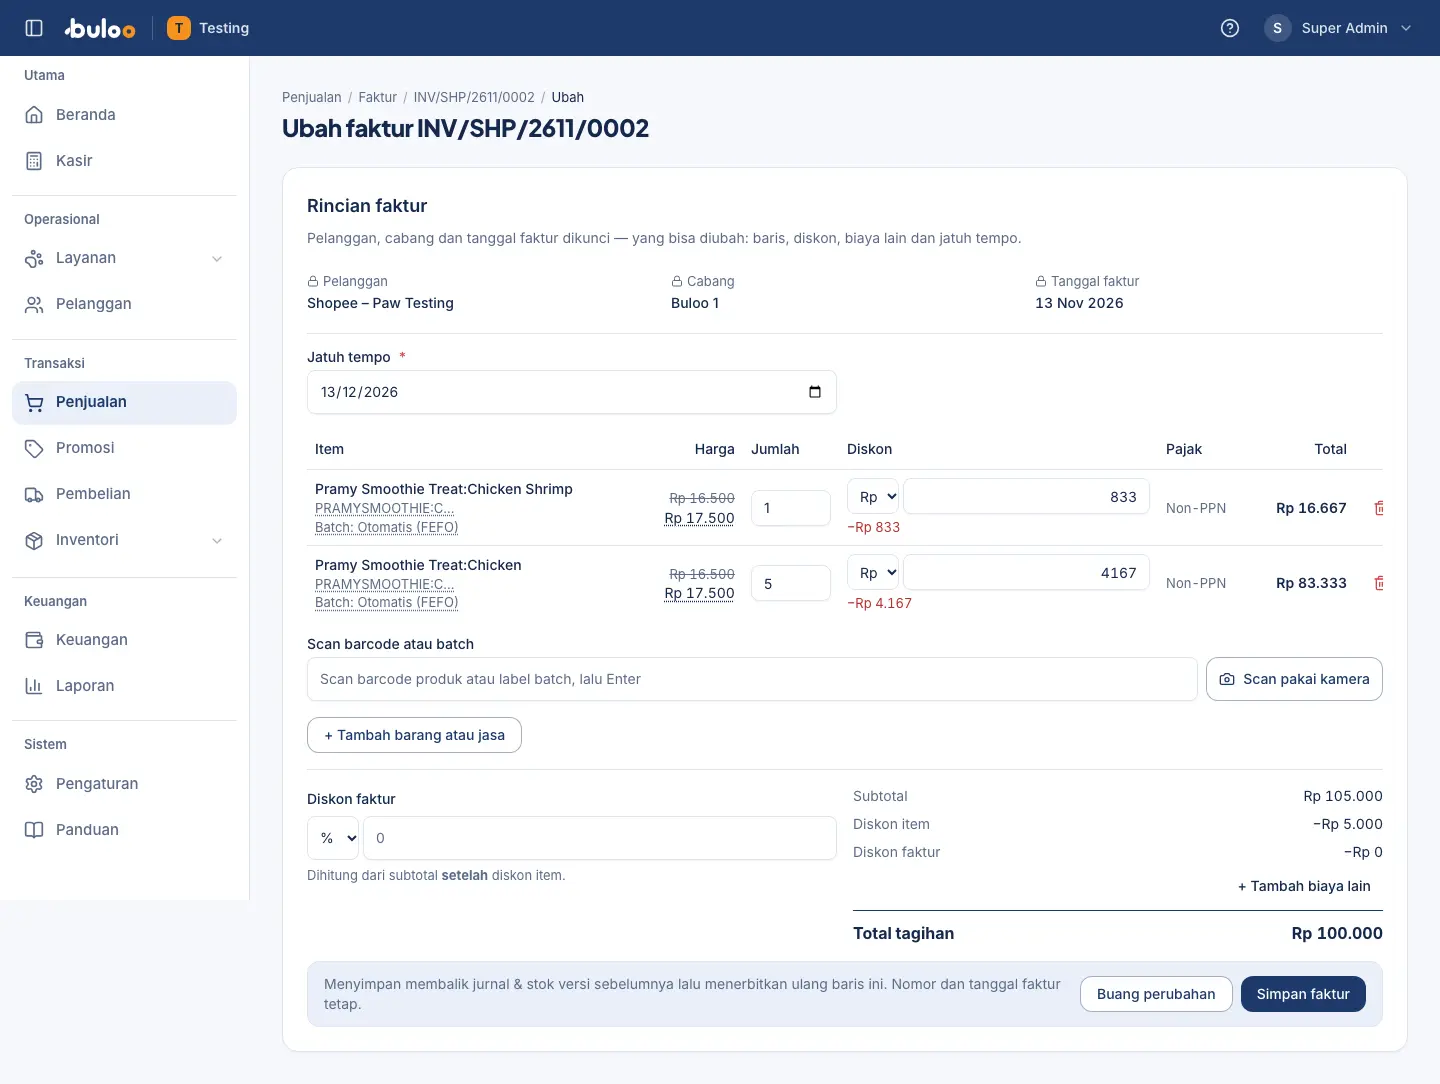 buloo
T Testing
S Super Admin
Utama
Beranda
Kasir
Operasional
Layanan
Pelanggan
Transaksi
Penjualan
Promosi
Pembelian
Inventori
Keuangan
Keuangan
Laporan
Sistem
Pengaturan
Panduan
Penjualan / Faktur / INV/SHP/2611/0002 / Ubah
Ubah faktur INV/SHP/2611/0002
Rincian faktur
Pelanggan, cabang dan tanggal faktur dikunci — yang bisa diubah: baris, diskon, biaya lain dan jatuh tempo.
Pelanggan Cabang Tanggal faktur
Shopee – Paw Testing Buloo 1 13 Nov 2026
Jatuh tempo *
13/12/2026
Item Harga Jumlah Diskon Pajak Total
Pramy Smoothie Treat:Chicken Shrimp
PRAMYSMOOTHIE:C...
Batch: Otomatis (FEFO)
Rp 16.500
Rp 17.500
1
Rp 833
−Rp 833
Non-PPN
Rp 16.667
Pramy Smoothie Treat:Chicken
PRAMYSMOOTHIE:C...
Batch: Otomatis (FEFO)
Rp 16.500
Rp 17.500
5
Rp 4167
−Rp 4.167
Non-PPN
Rp 83.333
Scan barcode atau batch
Scan barcode produk atau label batch, lalu Enter
Scan pakai kamera
+ Tambah barang atau jasa
Diskon faktur
% 0
Dihitung dari subtotal setelah diskon item.
Subtotal Rp 105.000
Diskon item −Rp 5.000
Diskon faktur −Rp 0
+ Tambah biaya lain
Total tagihan Rp 100.000
Menyimpan membalik jurnal & stok versi sebelumnya lalu menerbitkan ulang baris ini. Nomor dan tanggal faktur
tetap.
Buang perubahan
Simpan faktur